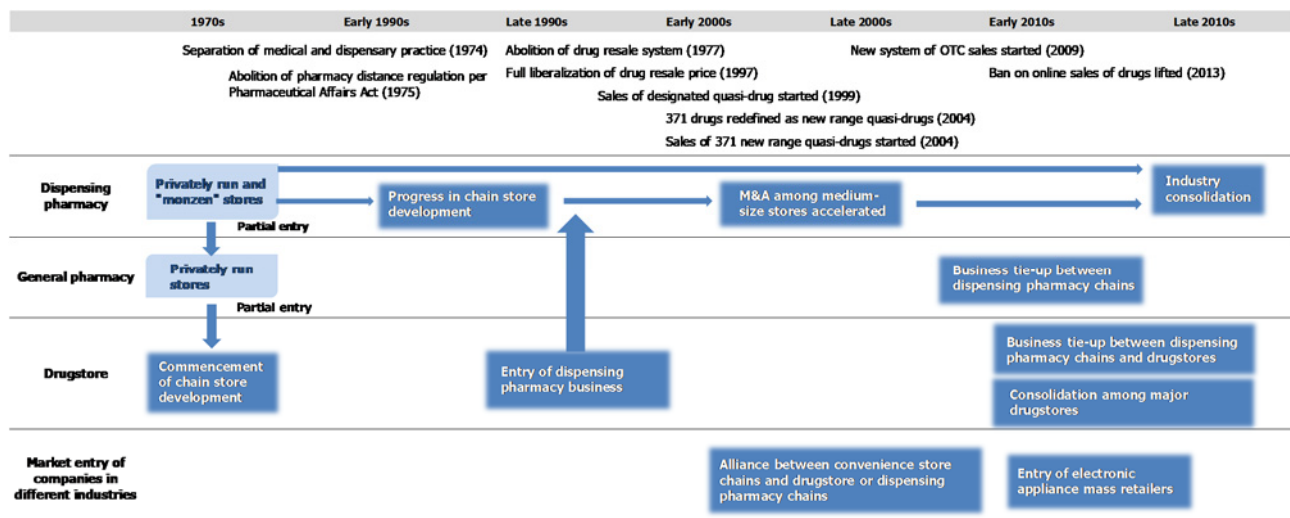 1970s Early 1990s Late 1990s Early 2000s Late 2000s Early 2010s Late 2010s
Separation of medical and dispensary practice (1974)
Abolition of pharmacy distance regulation per
Pharmaceutical Affairs Act (1975)
Abolition of drug resale system (1977)
Full liberalization of drug resale price (1997)
Sales of designated quasi-drug started (1999)
371 drugs redefined as new range quasi-drugs (2004)
Sales of 371 new range quasi-drugs started (2004)
New system of OTC sales started (2009)
Ban on online sales of drugs lifted (2013)
Dispensing
pharmacy
Privately run and
"monzen" stores
Progress in chain store
development
M&A among medium-
size stores accelerated
Industry
consolidation
Partial entry
General pharmacy
Privately run
stores
Business tie-up between
dispensing pharmacy chains
Partial entry
Drugstore
Commencement
of chain store
development
Entry of dispensing
pharmacy business
Business tie-up between dispensing
pharmacy chains and drugstores
Consolidation among major
drugstores
Market entry of
companies in
different industries
Alliance between convenience store
chains and drugstore or dispensing
pharmacy chains
Entry of electronic
appliance mass retailers